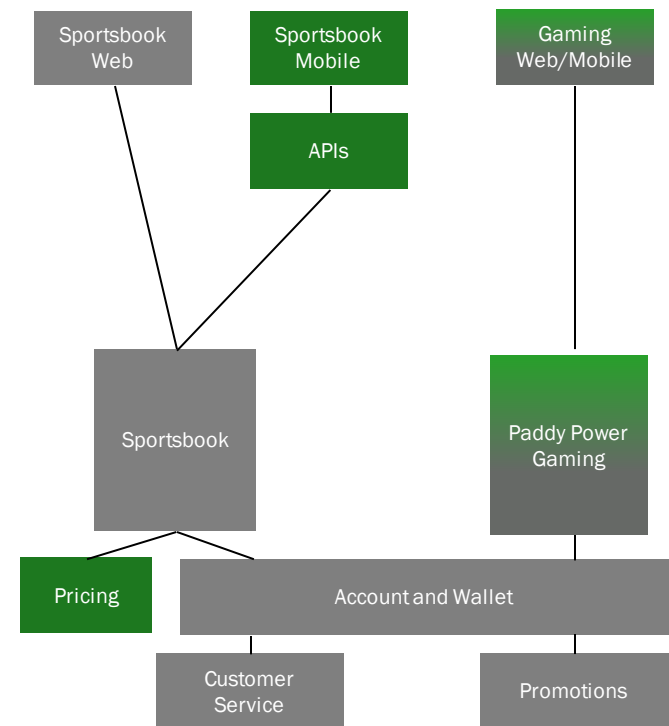 Sportsbook
Web
Sportsbook
Mobile
Gaming
Web/Mobile
APIs
Sportsbook
Paddy Power
Gaming
Pricing
Account and Wallet
Customer
Service
Promotions